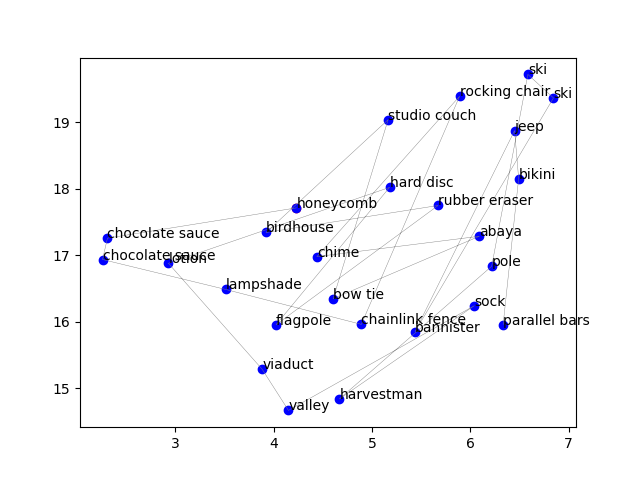 ski
rocking chair
ski
studio couch
jeep
19
bikini
hard disc
18
honeycomb
rubber eraser
birdhouse
chocolate sauce
abaya
17
chocolate sauce
lotion
chime
pole
lampshade
bow tie
sock
16
flagpole
chainlink fence
bannister
parallel bars
viaduct
15
valley
harvestman
3
4
5
6
7